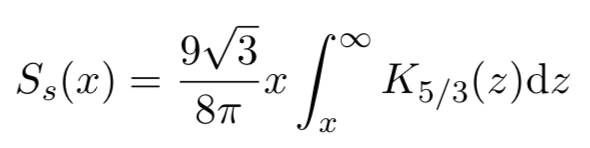 S_s(x) = \frac{9\sqrt{3}}{8\pi} x \int_x^\infty K_{5/3}(z) \mathrm{d}z